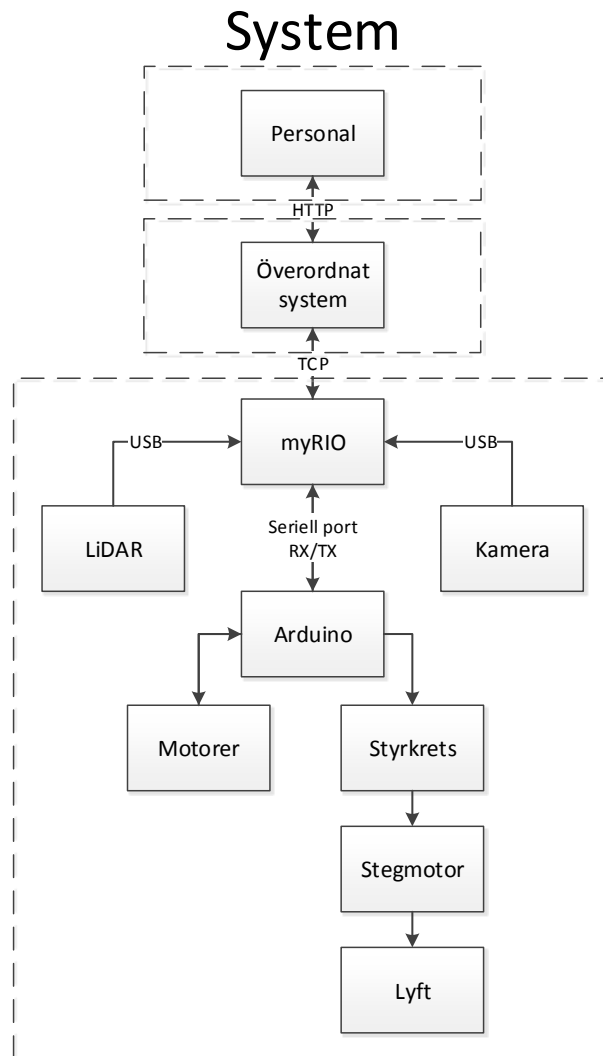 System
Personal
HTTP
Överordnat
system
TCP
myRIO
USB
USB
LiDAR
Seriell port
RX/TX
Kamera
Arduino
Motorer
Styrkrets
Stegmotor
Lyft